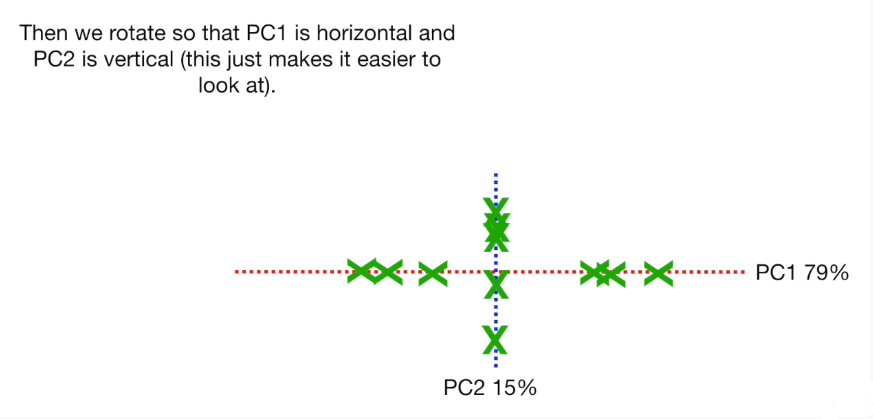 Then we rotate so that PC1 is horizontal and
PC2 is vertical (this just makes it easier to
look at).
PC1 79%
PC2 15%